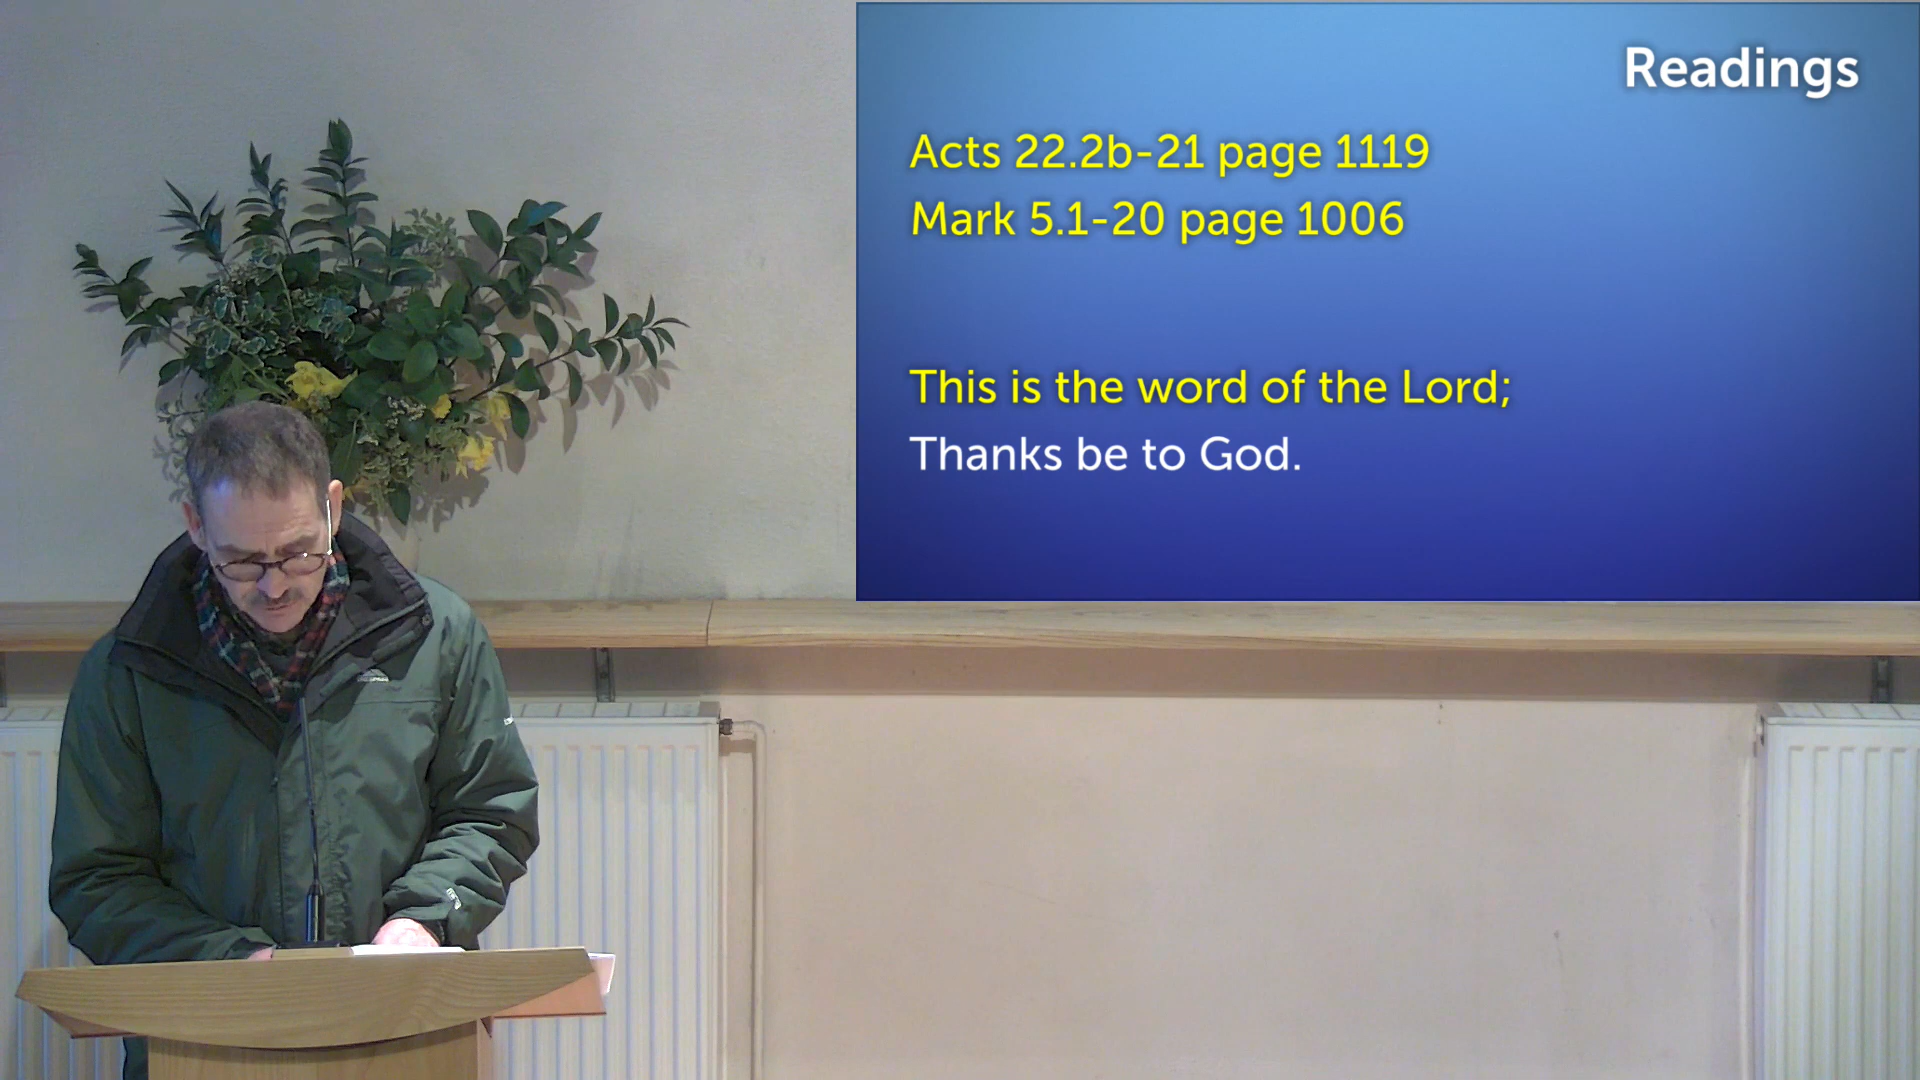 Readings
Acts 22.2b-21 page 1119
Mark 5.1-20 page 1006
This is the word of the Lord;
Thanks be to God.